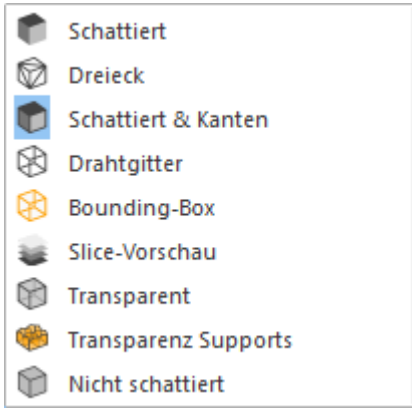 Schattiert
Dreieck
Schattiert & Kanten
Drahtgitter
Bounding-Box
Slice-Vorschau
Transparent
Transparenz Supports
Nicht schattiert